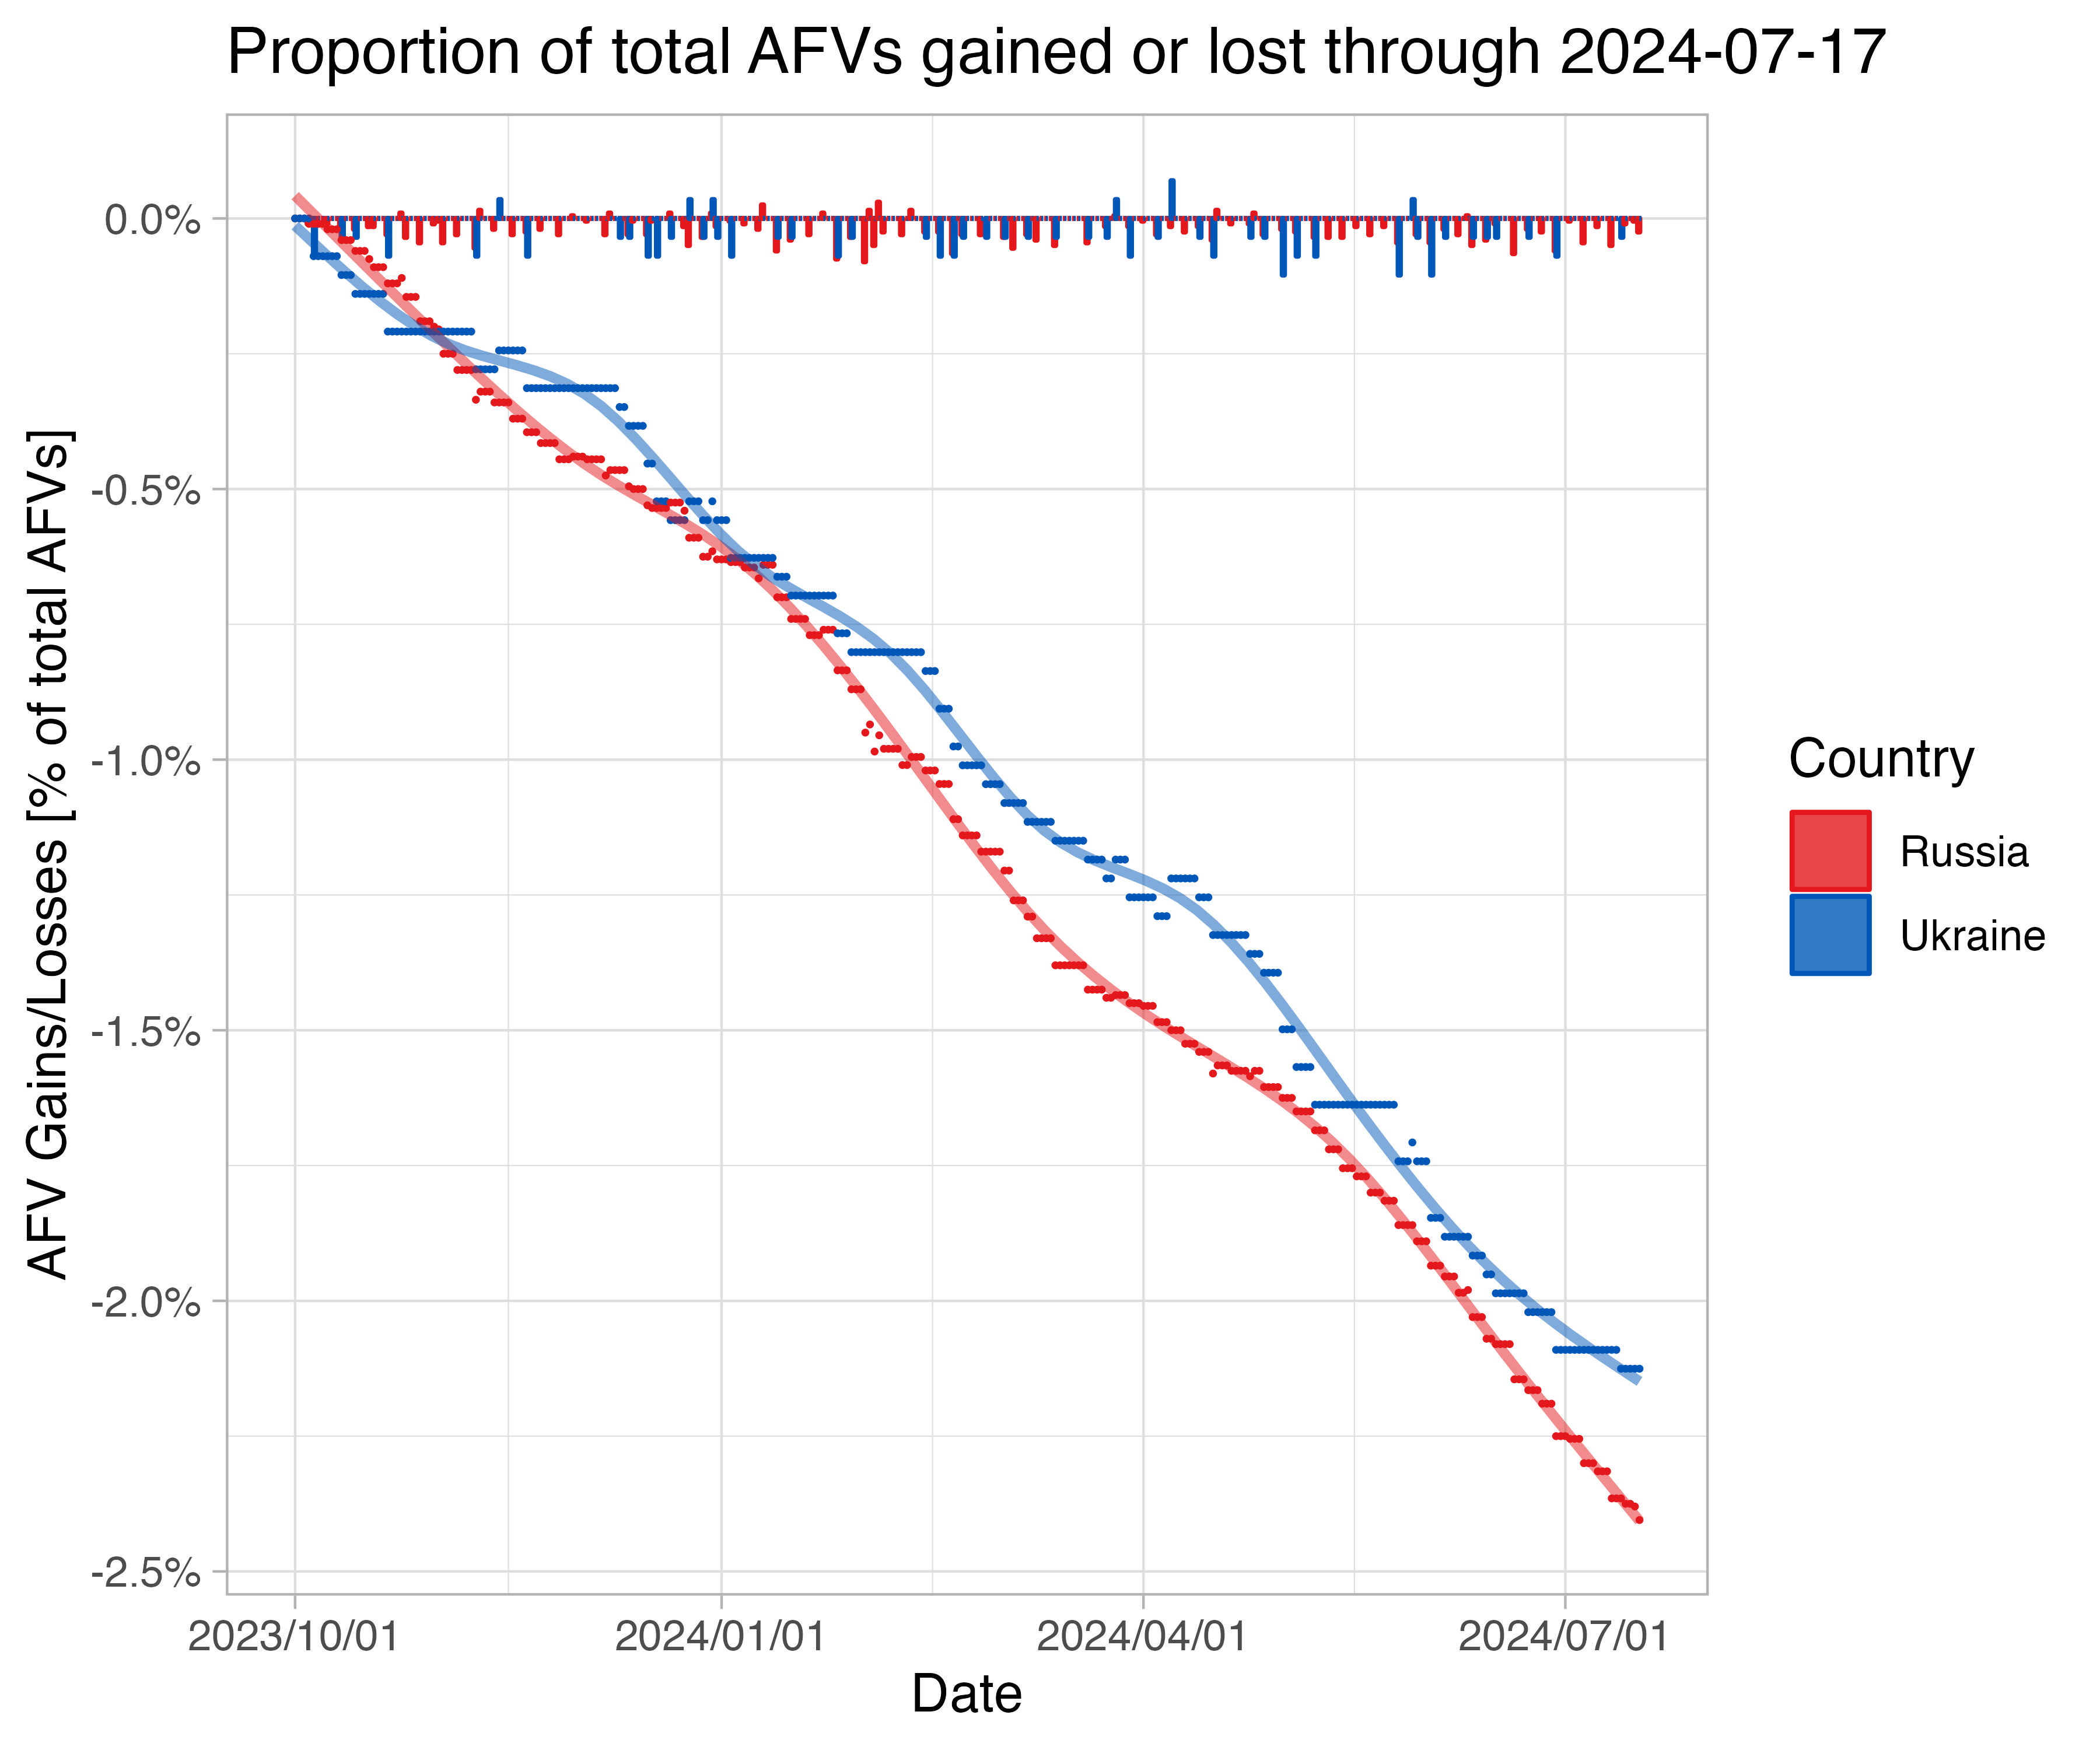 Proportion of total AFVs gained or lost through 2024-07-17
AFV Gains/Losses [% of total AFVs]
0.0%
-0.5%
-1.0%
-1.5%
-2.0%
-2.5%
2023/10/01
2024/01/01
2024/04/01
2024/07/01
Date
Country
Russia
Ukraine